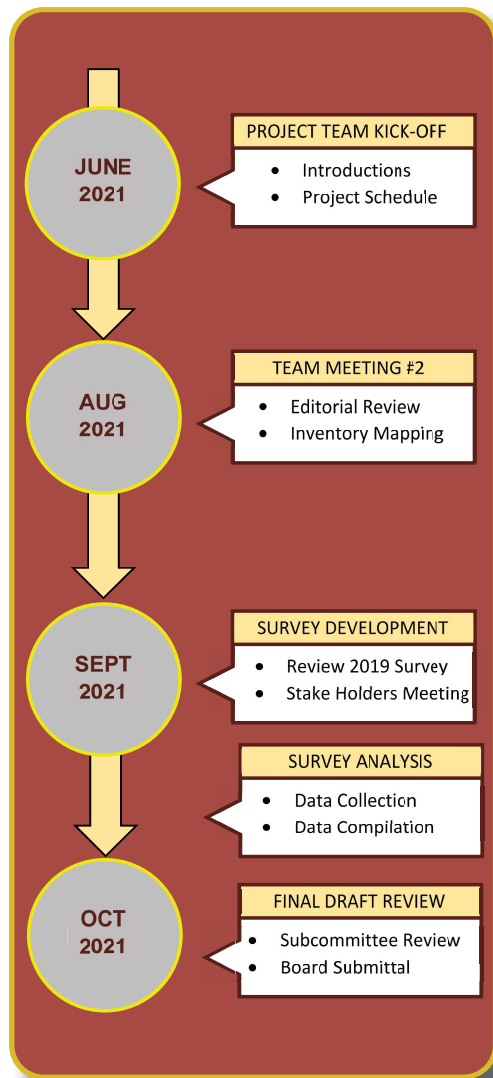 JUNE
2021
PROJECT TEAM KICK-OFF
• Introductions
• Project Schedule
AUG
2021
TEAM MEETING #2
• Editorial Review
• Inventory Mapping
SEPT
2021
SURVEY DEVELOPMENT
• Review 2019 Survey
• Stake Holders Meeting
SURVEY ANALYSIS
• Data Collection
• Data Compilation
OCT
2021
FINAL DRAFT REVIEW
• Subcommittee Review
• Board Submittal